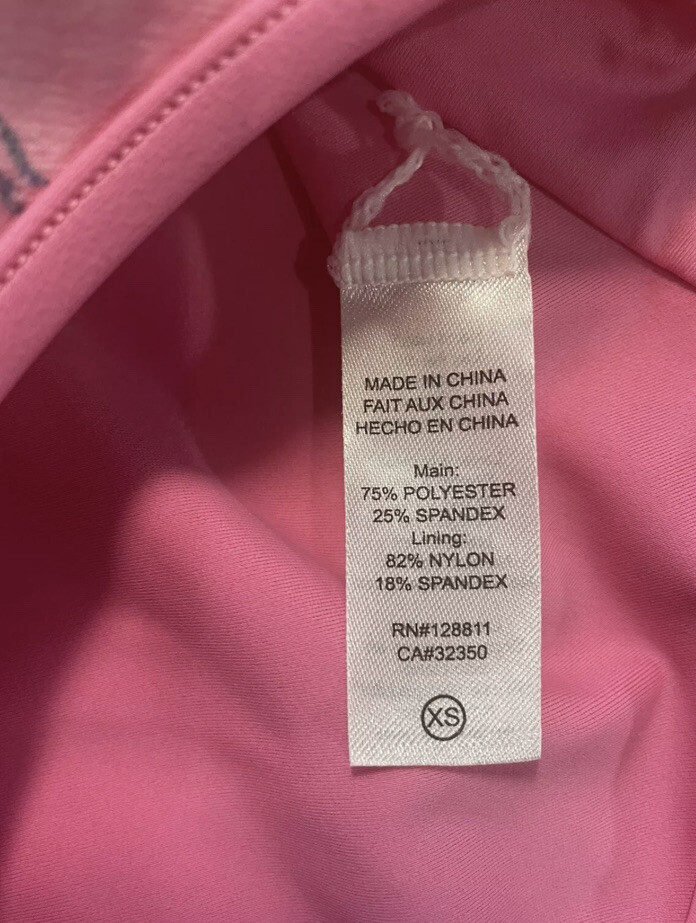 MADE IN CHINA
FAIT AUX CHINA
HECHO EN CHINA
Main:
75% POLYESTER
25% SPANDEX
Lining:
82% NYLON
18% SPANDEX
RN#128811
CA#32350
XS